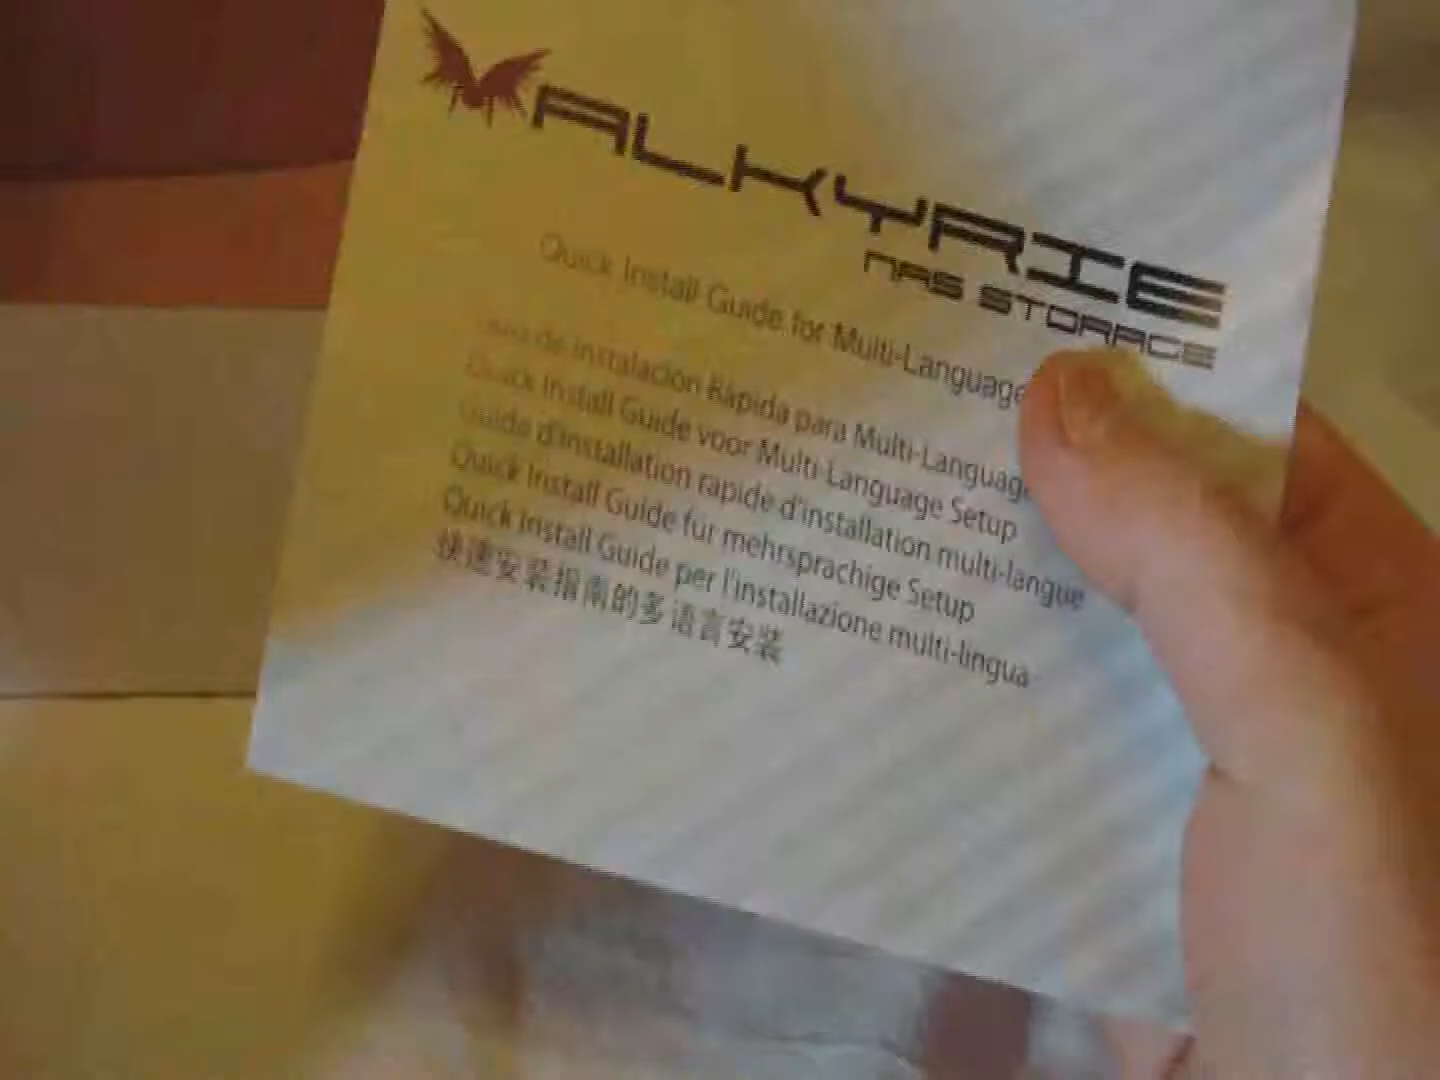 VALKYRIE
NAS STORAGE
Quick Install Guide for Multi-Language
de Instalación Rápida para Multi-Language
Quick Install Guide voor Multi-Language Setup
Guide d'installation rapide d'installation multi-langue
Quick Install Guide für mehrsprachige Setup
Quick Install Guide per l'installazione multi-lingua
快速安装指南的多语言安装